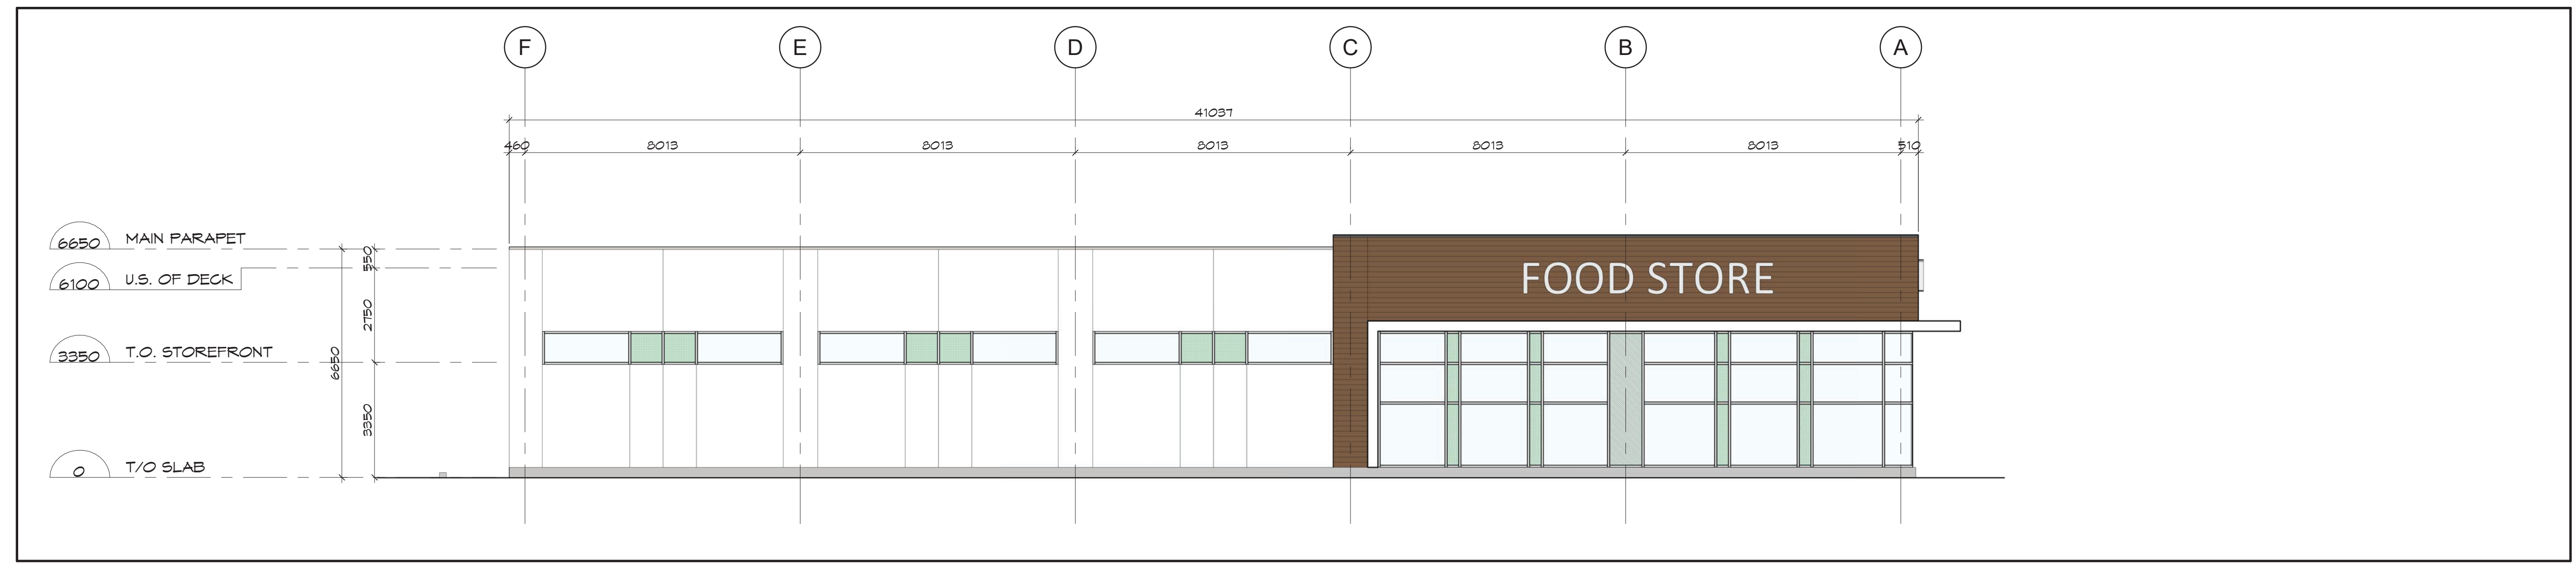 F E D C B A
41037
460 8013 8013 8013 8013 8013 510
6650 MAIN PARAPET
550
6100 U.S. OF DECK
FOOD STORE
2750
3350 T.O. STOREFRONT
6650
3350
0 T/O SLAB